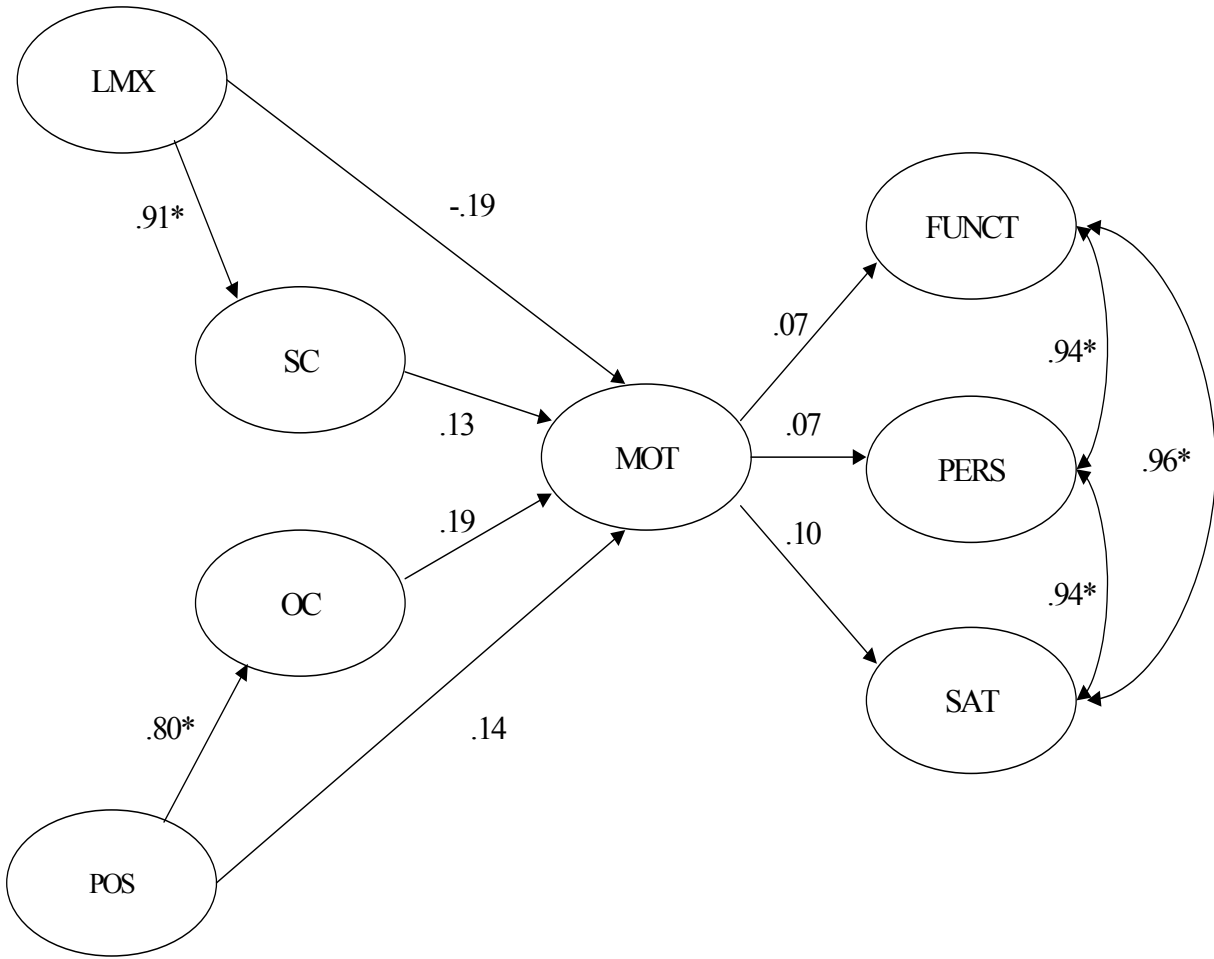 LMX
-.19
.91*
FUNCT
.07
SC
.94*
.13
.07
MOT
PERS
.96*
.19
.10
OC
.94*
SAT
.80*
.14
POS